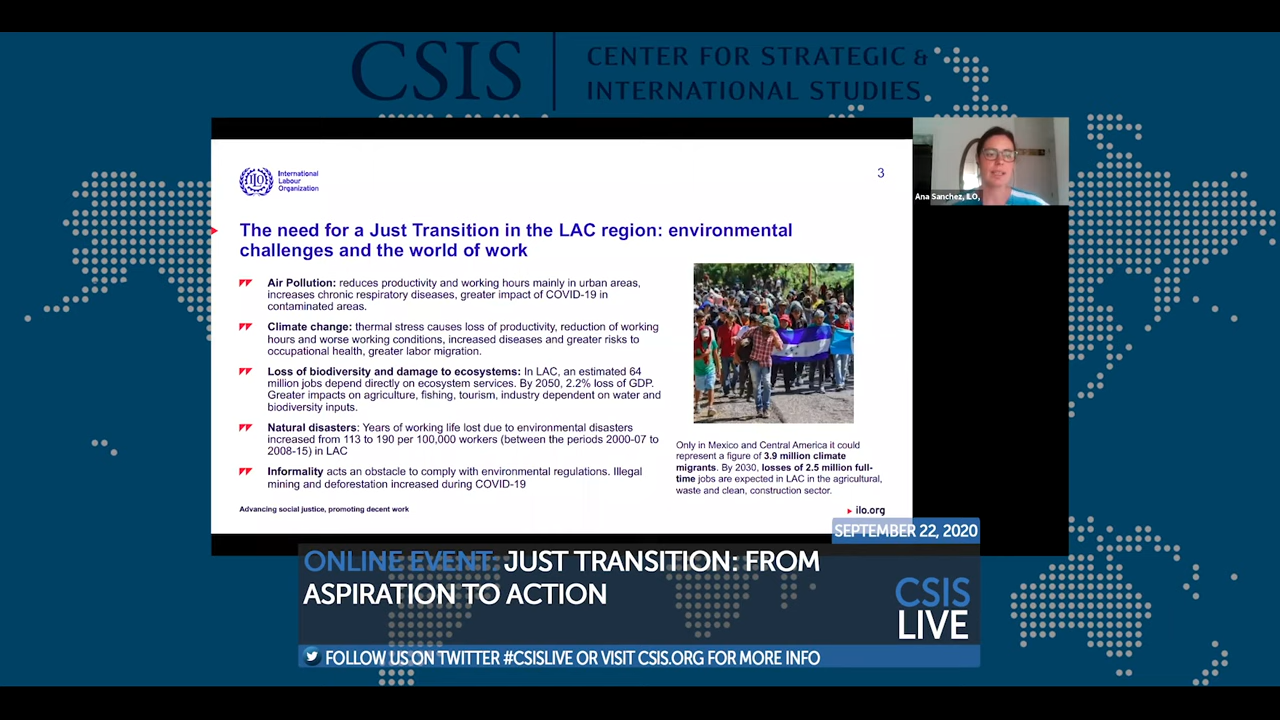 CSIS
CENTER FOR STRATEGIC &
INTERNATIONAL STUDIES
International
Labour
Organization
3
Ana Sanchez, ILO,
The need for a Just Transition in the LAC region: environmental
challenges and the world of work
Air Pollution: reduces productivity and working hours mainly in urban areas,
increases chronic respiratory diseases, greater impact of COVID-19 in
contaminated areas.
Climate change: thermal stress causes loss of productivity, reduction of working
hours and worse working conditions, increased diseases and greater risks to
occupational health, greater labor migration.
Loss of biodiversity and damage to ecosystems: In LAC, an estimated 64
million jobs depend directly on ecosystem services. By 2050, 2.2% loss of GDP.
Greater impacts on agriculture, fishing, tourism, industry dependent on water and
biodiversity inputs.
Natural disasters: Years of working life lost due to environmental disasters
increased from 113 to 190 per 100,000 workers (between the periods 2000-07 to
2008-15) in LAC
Informality acts an obstacle to comply with environmental regulations. Illegal
mining and deforestation increased during COVID-19
Only in Mexico and Central America it could
represent a figure of 3.9 million climate
migrants. By 2030, losses of 2.5 million full-
time jobs are expected in LAC in the agricultural,
waste and clean, construction sector.
Advancing social justice, promoting decent work
ilo.org
SEPTEMBER 22, 2020
ONLINE EVENT: JUST TRANSITION: FROM
ASPIRATION TO ACTION
CSIS
LIVE
FOLLOW US ON TWITTER #CSISLIVE OR VISIT CSIS.ORG FOR MORE INFO